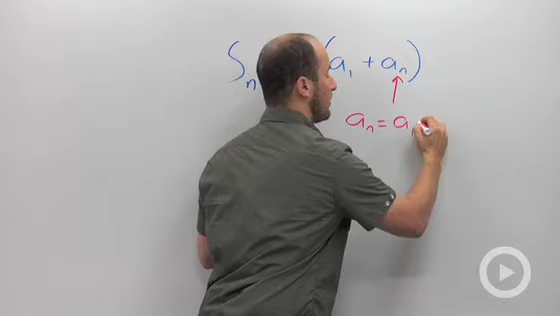 Sₙ (a₁ + aₙ)
aₙ = a